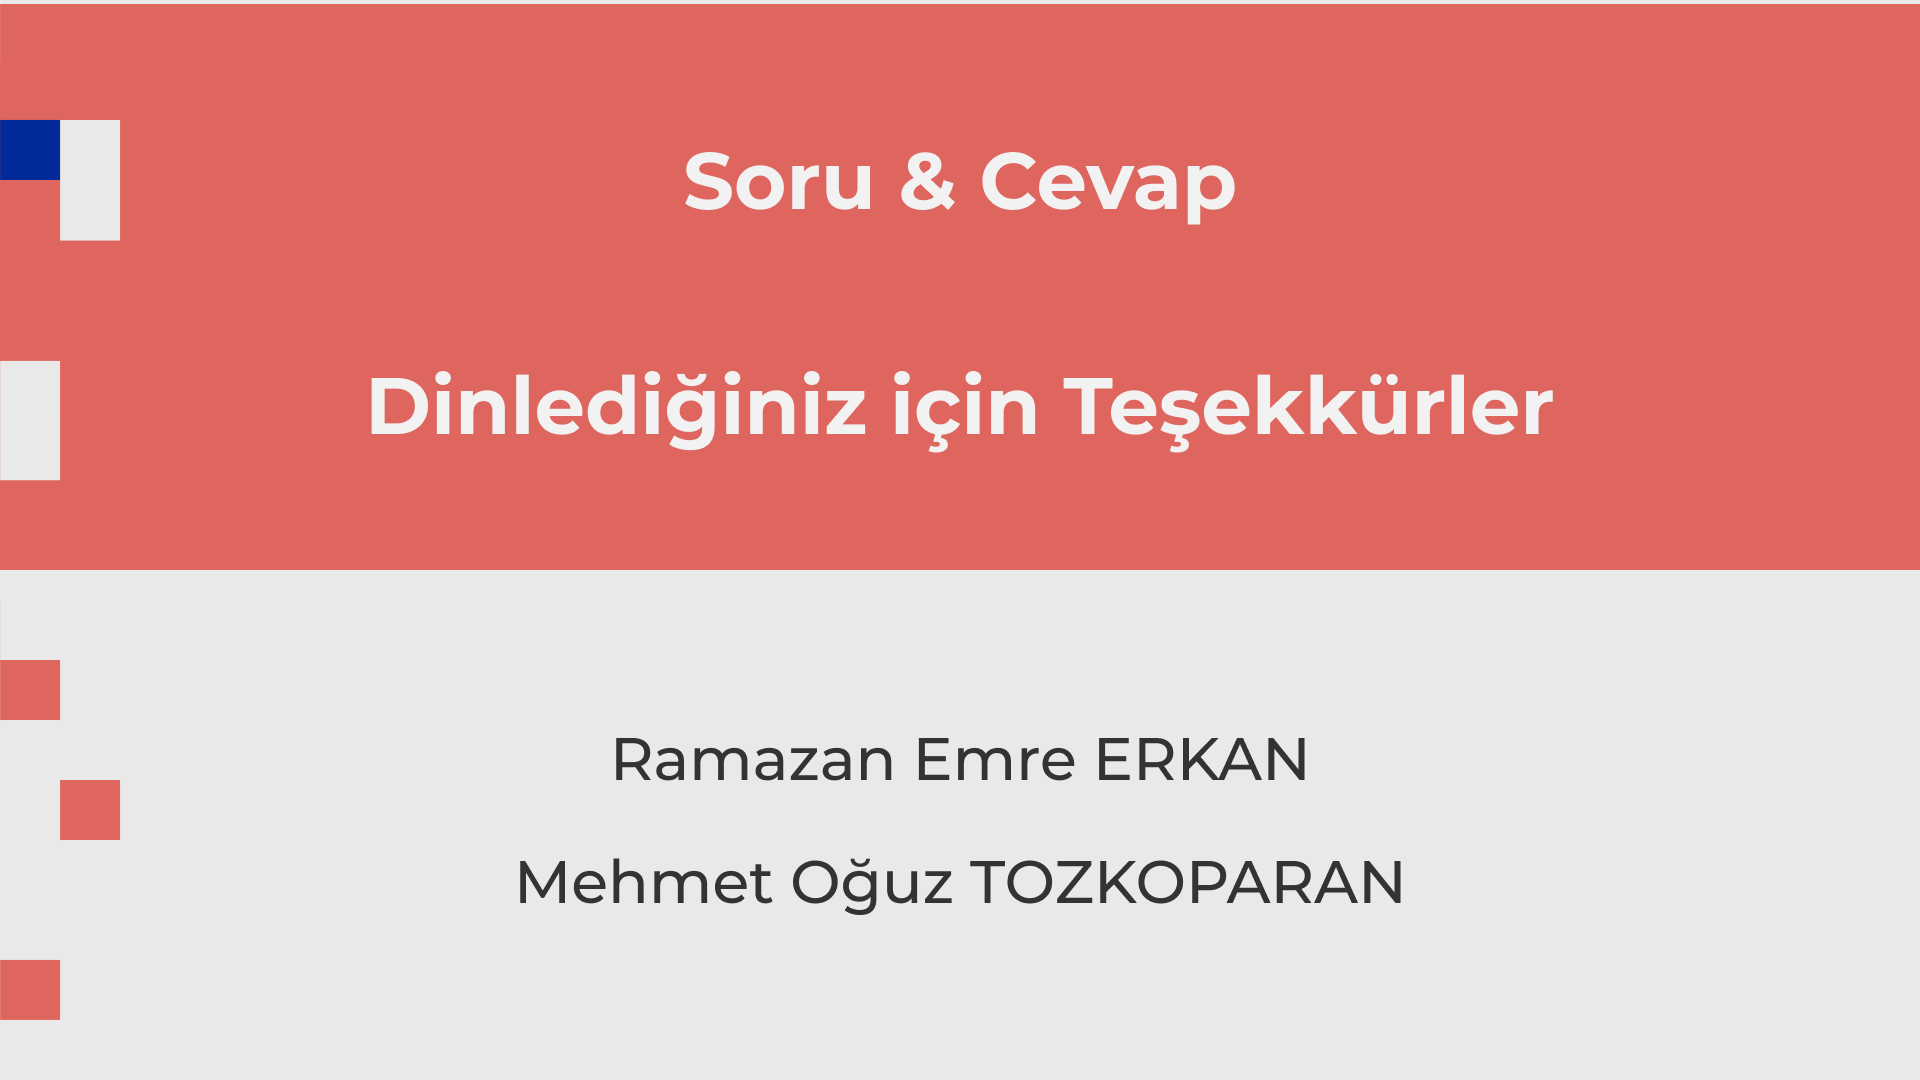 Soru & Cevap
Dinlediğiniz için Teşekkürler
Ramazan Emre ERKAN
Mehmet Oğuz TOZKOPARAN